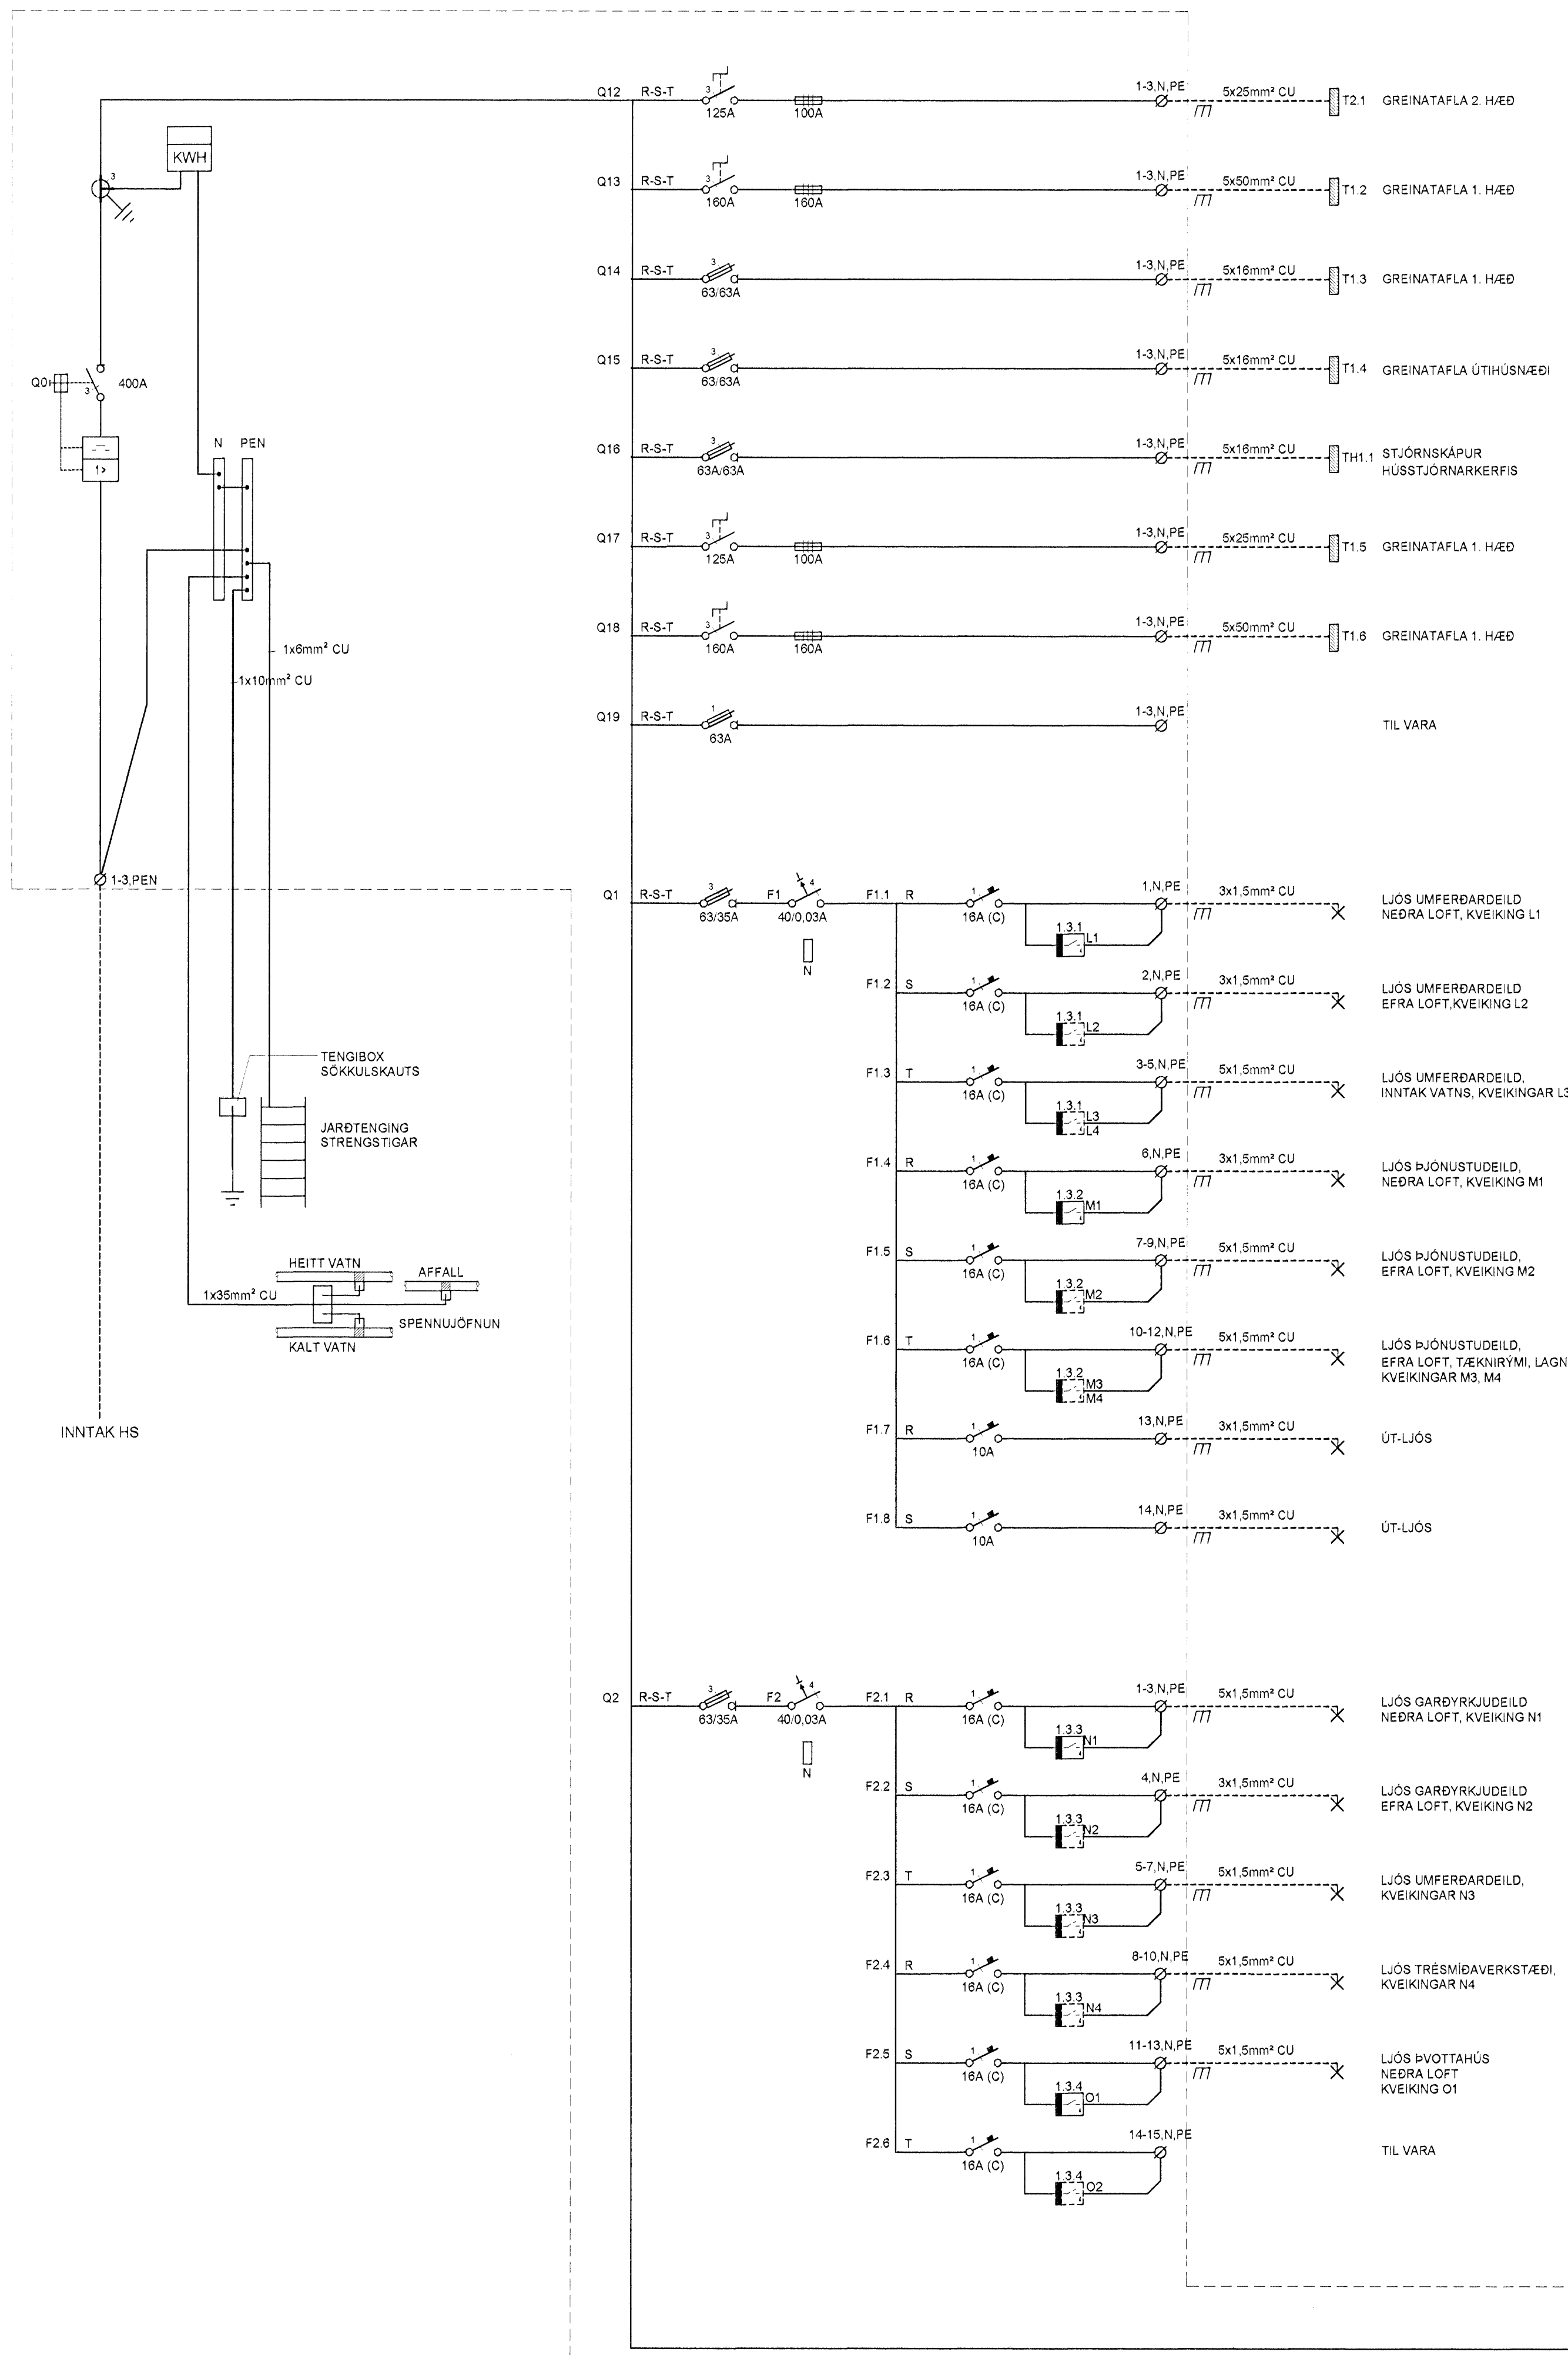 Q12 R-S-T 3 125A 100A 1-3,N,PE 5x25mm² CU T2.1 GREINATAFLA 2. HÆÐ
KWH
3
Q13 R-S-T 3 160A 160A 1-3,N,PE 5x50mm² CU T1.2 GREINATAFLA 1. HÆÐ
Q14 R-S-T 3 63/63A 1-3,N,PE 5x16mm² CU T1.3 GREINATAFLA 1. HÆÐ
Q15 R-S-T 3 63/63A 1-3,N,PE 5x16mm² CU T1.4 GREINATAFLA ÚTIHÚSNÆÐI
Q0 3 400A
N PEN
I>
Q16 R-S-T 3 63A/63A 1-3,N,PE 5x16mm² CU TH1.1 STJÓRNSKÁPUR
HÚSSTJÓRNARKERFIS
Q17 R-S-T 3 125A 100A 1-3,N,PE 5x25mm² CU T1.5 GREINATAFLA 1. HÆÐ
Q18 R-S-T 3 160A 160A 1-3,N,PE 5x50mm² CU T1.6 GREINATAFLA 1. HÆÐ
1x6mm² CU
1x10mm² CU
Q19 R-S-T 1 63A 1-3,N,PE TIL VARA
1-3,PEN
Q1 R-S-T 3 63/35A F1 4 40/0,03A N
F1.1 R 1 16A (C) 1.3.1 L1 1,N,PE 3x1,5mm² CU LJÓS UMFERÐARDEILD
NEÐRA LOFT, KVEIKING L1
F1.2 S 1 16A (C) 1.3.1 L2 2,N,PE 3x1,5mm² CU LJÓS UMFERÐARDEILD
EFRA LOFT,KVEIKING L2
F1.3 T 1 16A (C) 1.3.1 L3 L4 3-5,N,PE 5x1,5mm² CU LJÓS UMFERÐARDEILD,
INNTAK VATNS, KVEIKINGAR L3
F1.4 R 1 16A (C) 1.3.2 M1 6,N,PE 3x1,5mm² CU LJÓS ÞJÓNUSTUDEILD,
NEÐRA LOFT, KVEIKING M1
F1.5 S 1 16A (C) 1.3.2 M2 7-9,N,PE 5x1,5mm² CU LJÓS ÞJÓNUSTUDEILD,
EFRA LOFT, KVEIKING M2
F1.6 T 1 16A (C) 1.3.2 M3 M4 10-12,N,PE 5x1,5mm² CU LJÓS ÞJÓNUSTUDEILD,
EFRA LOFT, TÆKNIRÝMI, LAGN
KVEIKINGAR M3, M4
F1.7 R 1 10A 13,N,PE 3x1,5mm² CU ÚT-LJÓS
F1.8 S 1 10A 14,N,PE 3x1,5mm² CU ÚT-LJÓS
TENGIBOX
SÖKKULSKAUTS
JARÐTENGING
STRENGSTIGAR
HEITT VATN
AFFALL
1x35mm² CU
SPENNUJÖFNUN
KALT VATN
INNTAK HS
Q2 R-S-T 3 63/35A F2 4 40/0,03A N
F2.1 R 1 16A (C) 1.3.3 N1 1-3,N,PE 5x1,5mm² CU LJÓS GARÐYRKJUDEILD
NEÐRA LOFT, KVEIKING N1
F2.2 S 1 16A (C) 1.3.3 N2 4,N,PE 3x1,5mm² CU LJÓS GARÐYRKJUDEILD
EFRA LOFT, KVEIKING N2
F2.3 T 1 16A (C) 1.3.3 N3 5-7,N,PE 5x1,5mm² CU LJÓS UMFERÐARDEILD,
KVEIKINGAR N3
F2.4 R 1 16A (C) 1.3.3 N4 8-10,N,PE 5x1,5mm² CU LJÓS TRÉSMÍÐAVERKSTÆÐI,
KVEIKINGAR N4
F2.5 S 1 16A (C) 1.3.4 O1 11-13,N,PE 5x1,5mm² CU LJÓS ÞVOTTAHÚS
NEÐRA LOFT
KVEIKING O1
F2.6 T 1 16A (C) 1.3.4 O2 14-15,N,PE TIL VARA